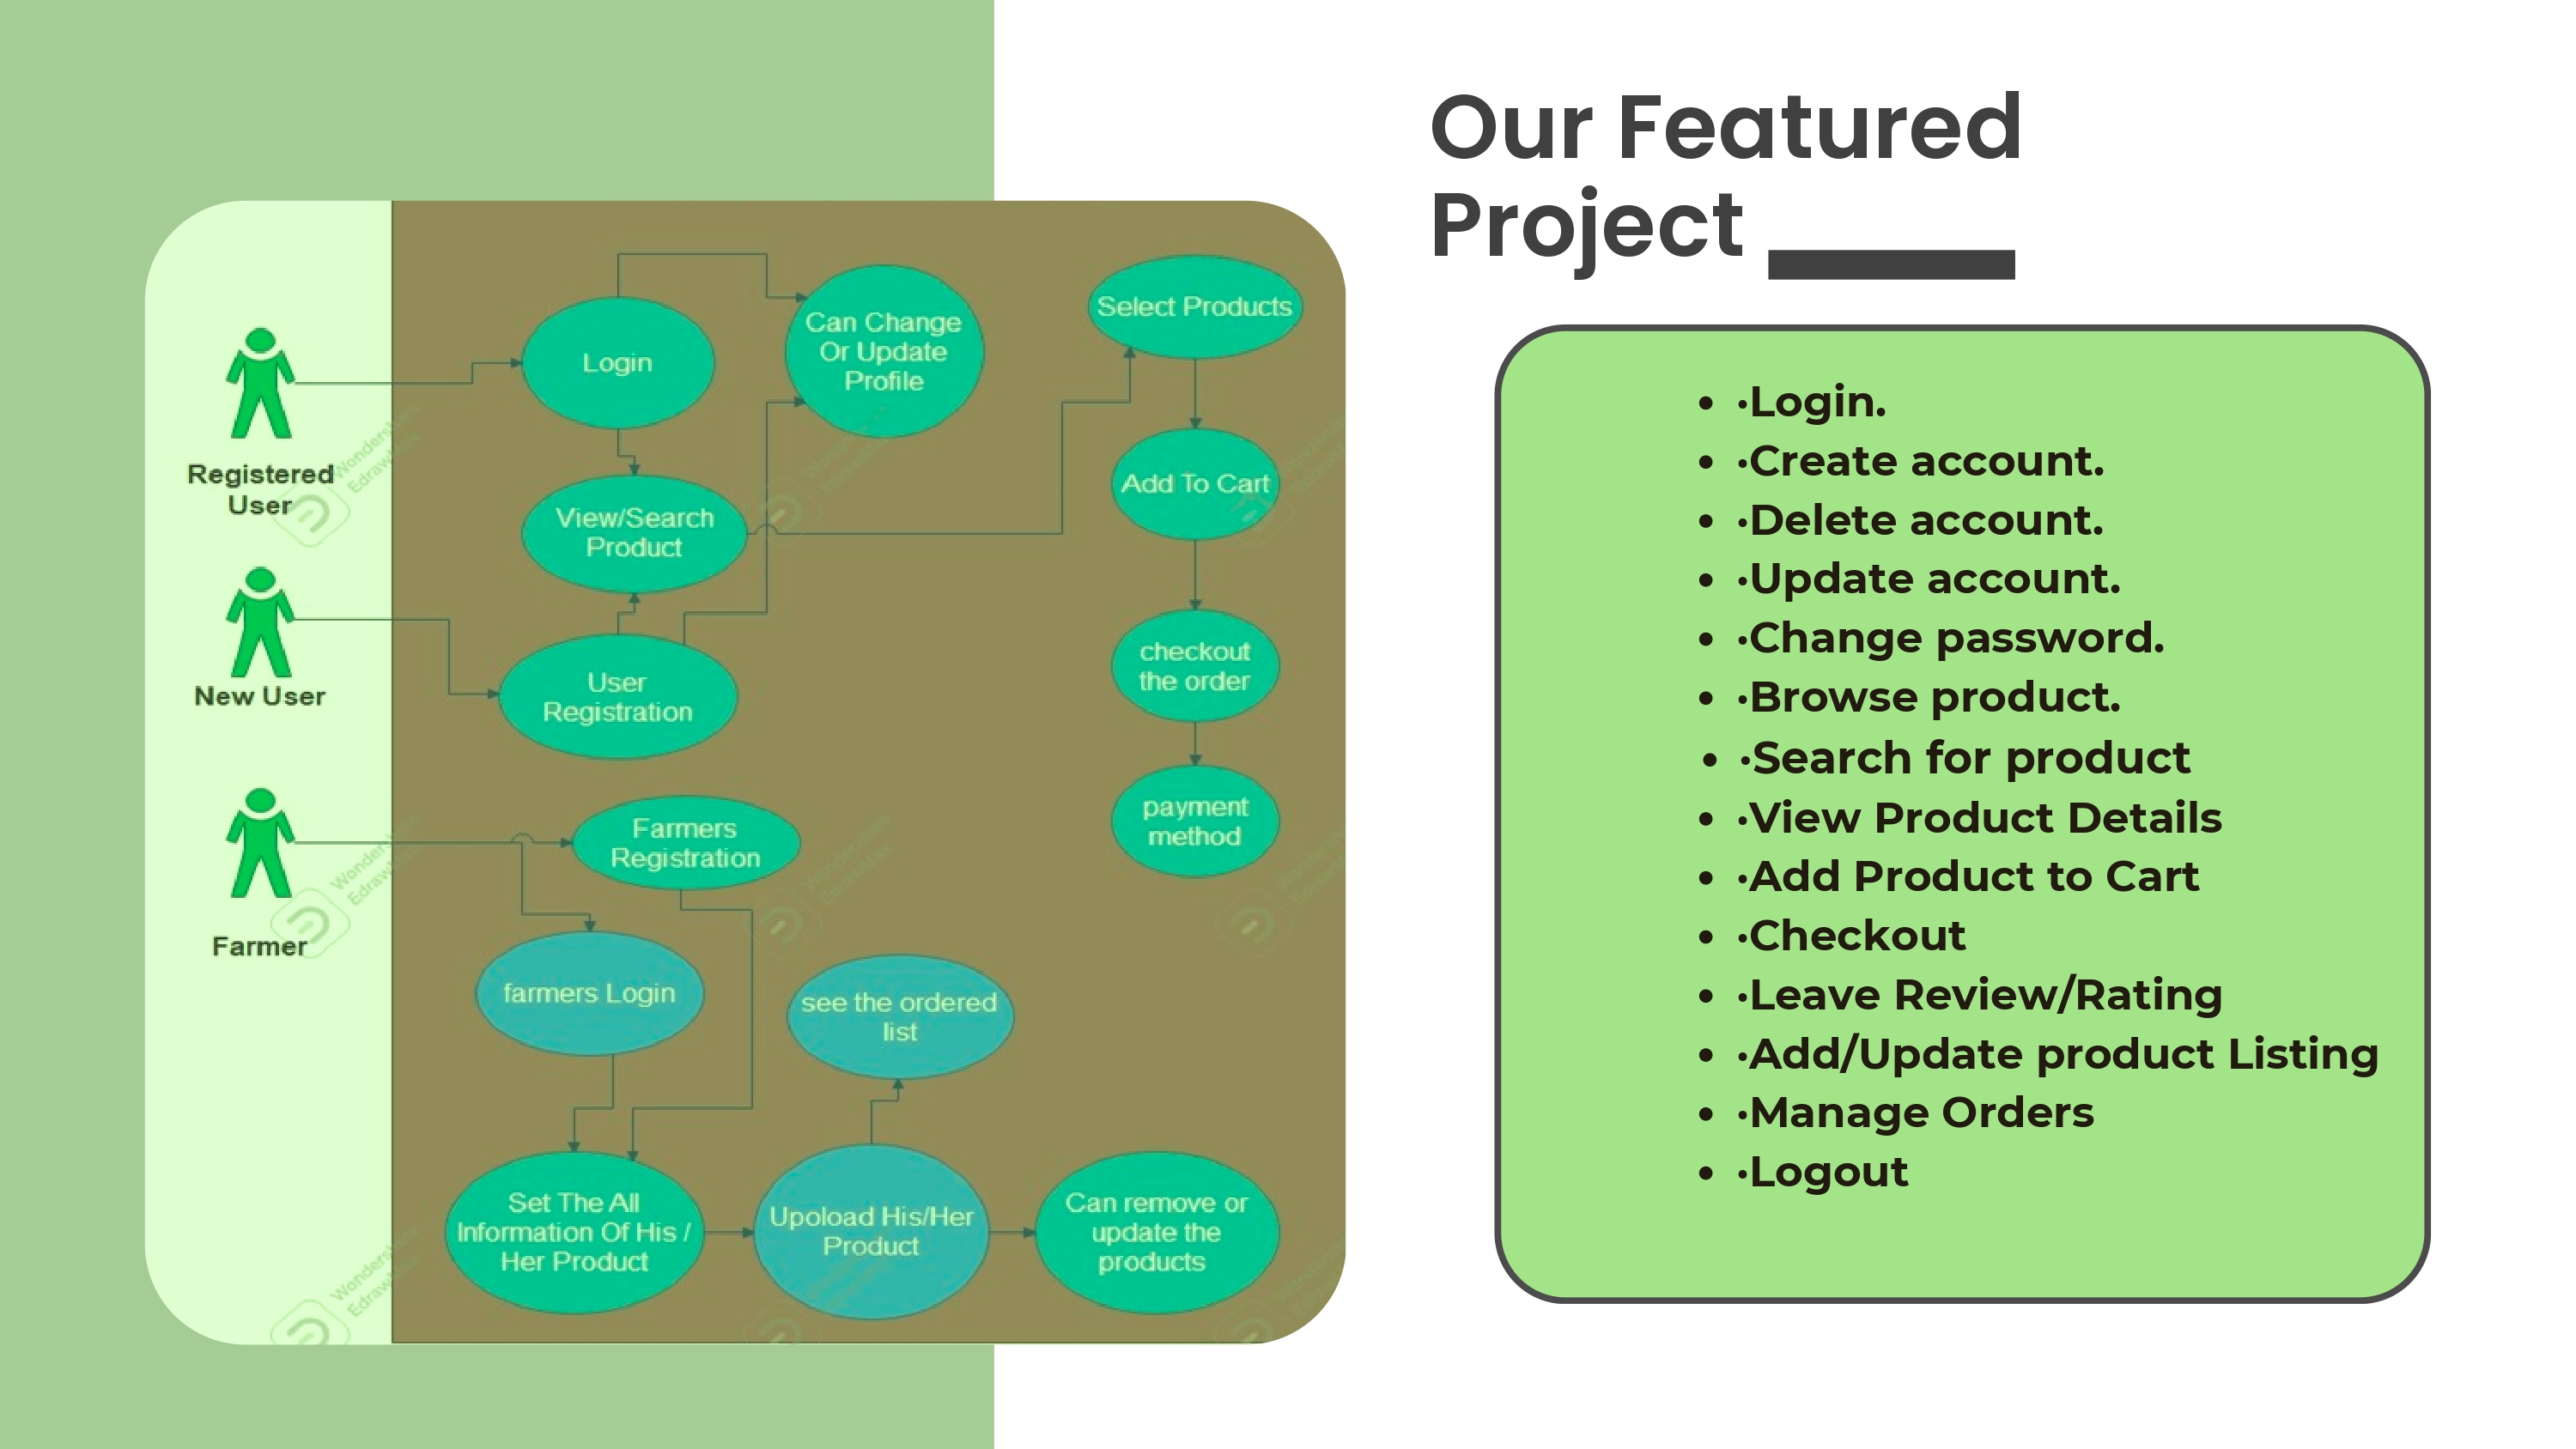 Our Featured
Project
Registered
User
New User
Farmer
Login
Can Change
Or Update
Profile
Select Products
View/Search
Product
Add To Cart
User
Registration
checkout
the order
Farmers
Registration
payment
method
farmers Login
see the ordered
list
Set The All
Information Of His /
Her Product
Upoload His/Her
Product
Can remove or
update the
products
• ·Login.
• ·Create account.
• ·Delete account.
• ·Update account.
• ·Change password.
• ·Browse product.
• ·Search for product
• ·View Product Details
• ·Add Product to Cart
• ·Checkout
• ·Leave Review/Rating
• ·Add/Update product Listing
• ·Manage Orders
• ·Logout